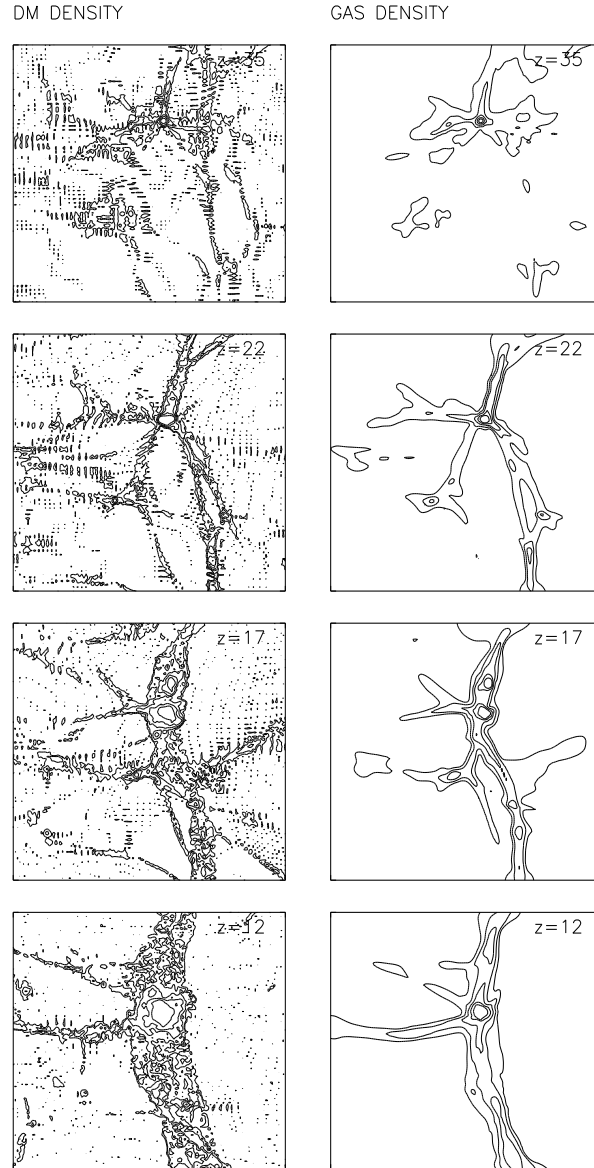 DM DENSITY GAS DENSITY
z=35 z=35
z=22 z=22
z=17 z=17
z=12 z=12